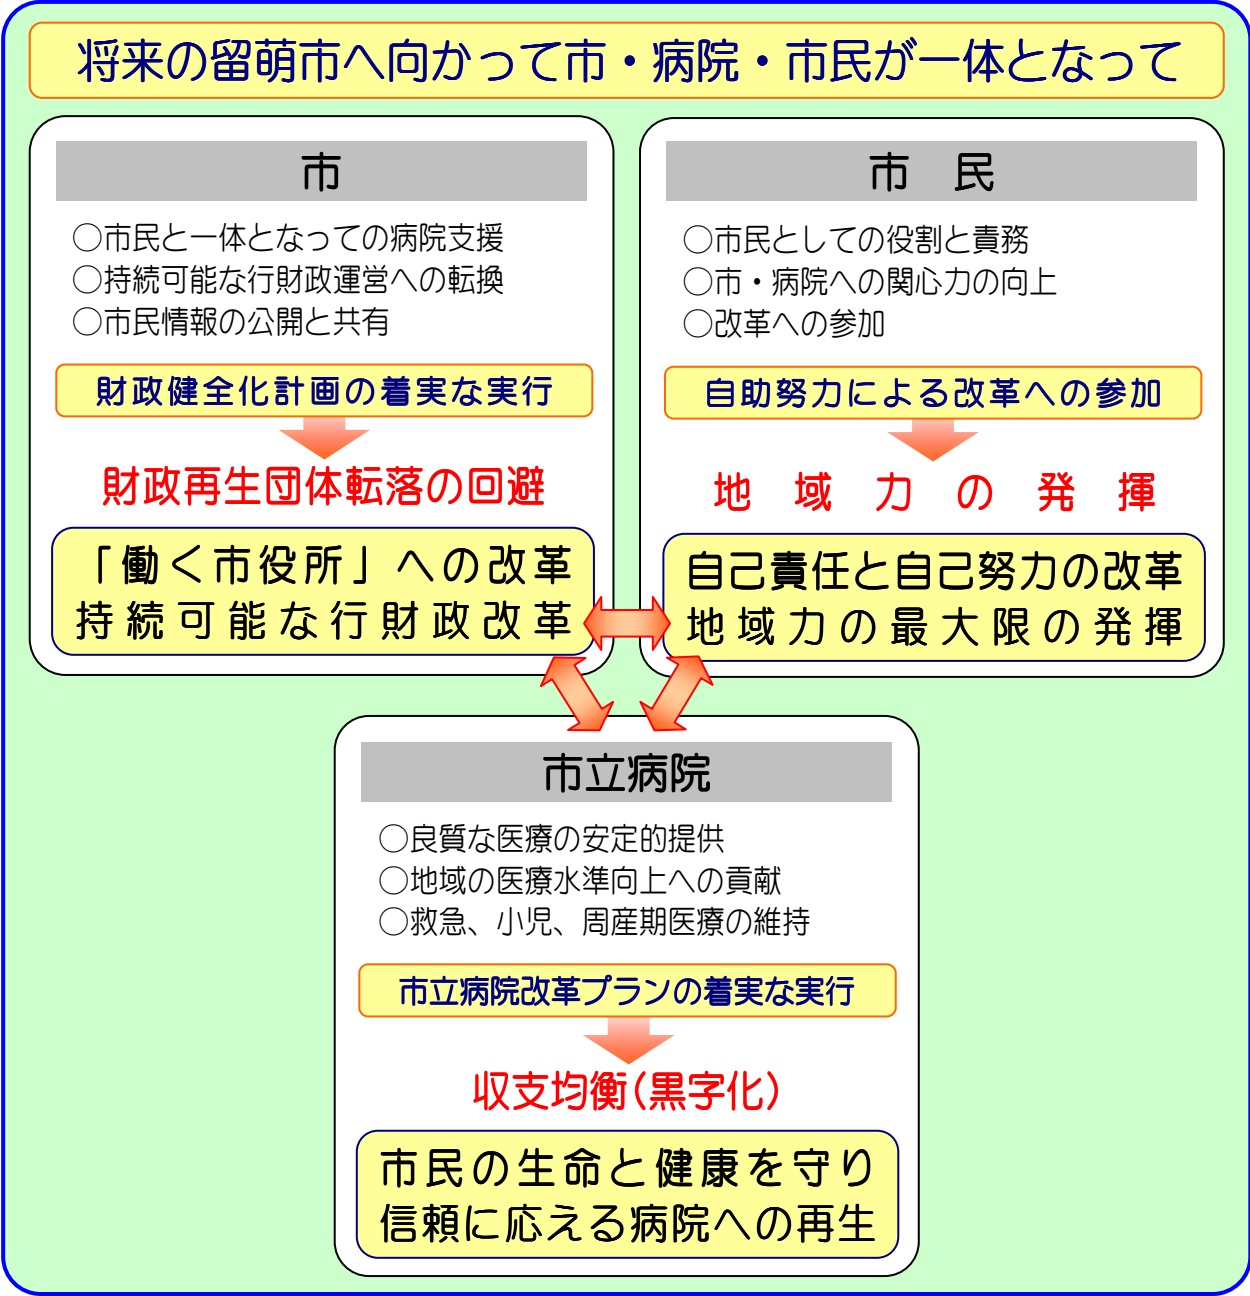 将来の留萌市へ向かって市・病院・市民が一体となって
市
○市民と一体となっての病院支援
○持続可能な行財政運営への転換
○市民情報の公開と共有
財政健全化計画の着実な実行
財政再生団体転落の回避
「働く市役所」への改革
持続可能な行財政改革
市　民
○市民としての役割と責務
○市・病院への関心力の向上
○改革への参加
自助努力による改革への参加
地域力の発揮
自己責任と自己努力の改革
地域力の最大限の発揮
市立病院
○良質な医療の安定的提供
○地域の医療水準向上への貢献
○救急、小児、周産期医療の維持
市立病院改革プランの着実な実行
収支均衡(黒字化)
市民の生命と健康を守り
信頼に応える病院への再生